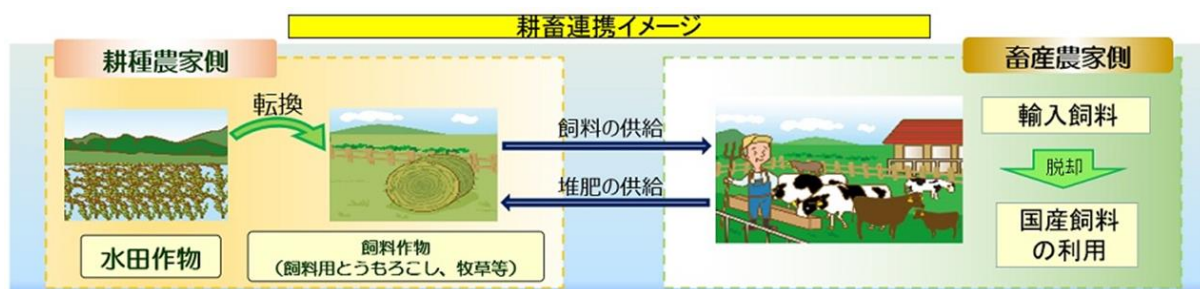 耕畜連携イメージ
耕種農家側
畜産農家側
転換
飼料の供給
堆肥の供給
輸入飼料
脱却
国産飼料
の利用
水田作物
飼料作物
（飼料用とうもろこし、牧草等）